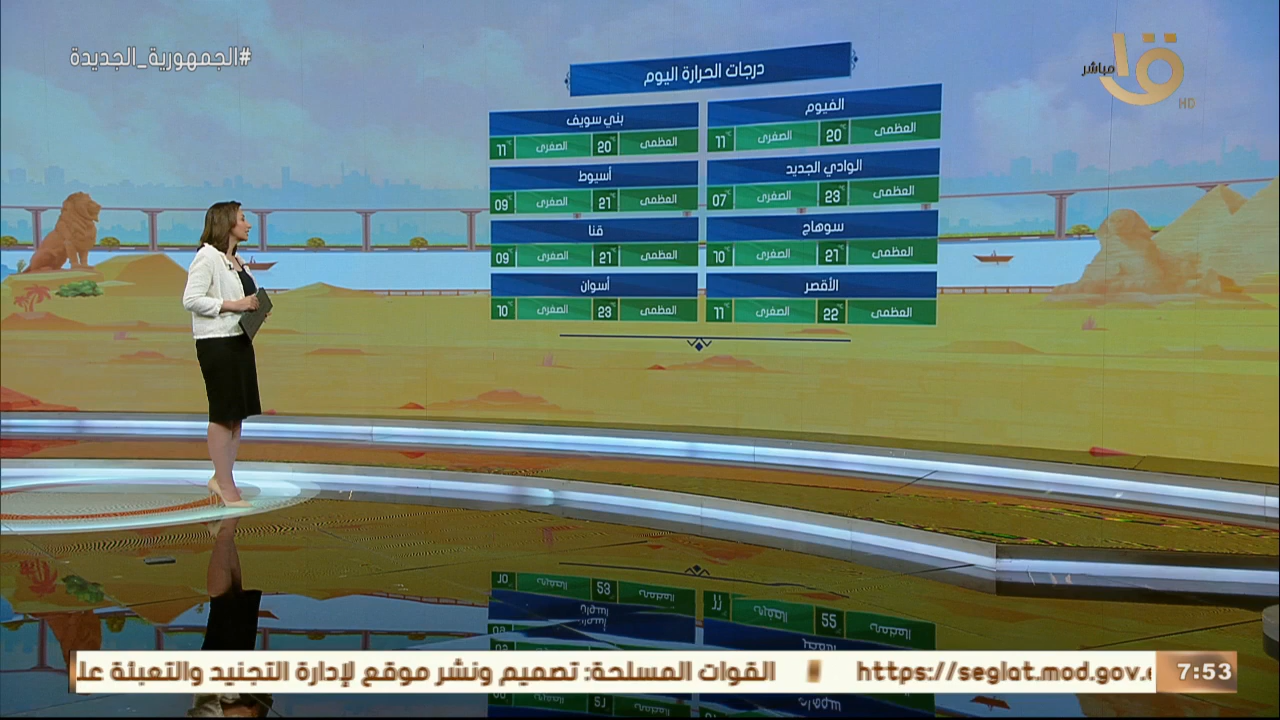 #الجمهورية_الجديدة
مباشر
HD
درجات الحرارة اليوم
الفيوم
العظمى 20°c الصغرى 11°c
بني سويف
العظمى 20°c الصغرى 11°c
الوادي الجديد
العظمى 23°c الصغرى 07°c
أسيوط
العظمى 21°c الصغرى 09°c
سوهاج
العظمى 21°c الصغرى 10°c
قنا
العظمى 21°c الصغرى 09°c
الأقصر
العظمى 22°c الصغرى 11°c
أسوان
العظمى 23°c الصغرى 10°c
7:53
https://seglat.mod.gov.e
القوات المسلحة: تصميم ونشر موقع لإدارة التجنيد والتعبئة علـ